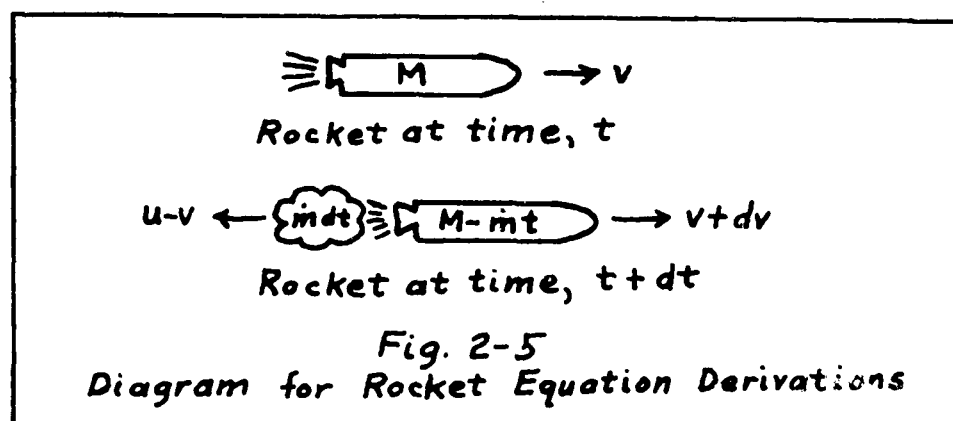 M → v
Rocket at time, t
u-v ← ṁdt M-ṁt → v+dv
Rocket at time, t + dt
Fig. 2-5
Diagram for Rocket Equation Derivations